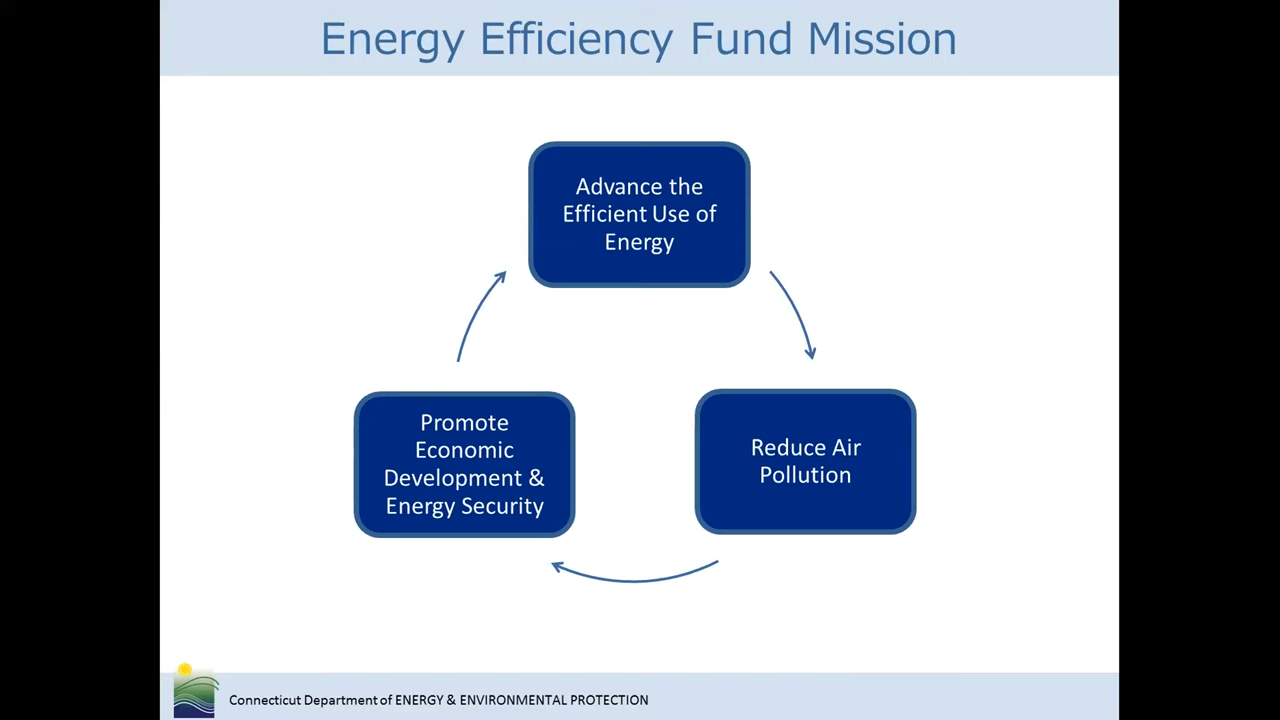 Energy Efficiency Fund Mission
Advance the
Efficient Use of
Energy
Promote
Economic
Development &
Energy Security
Reduce Air
Pollution
Connecticut Department of ENERGY & ENVIRONMENTAL PROTECTION